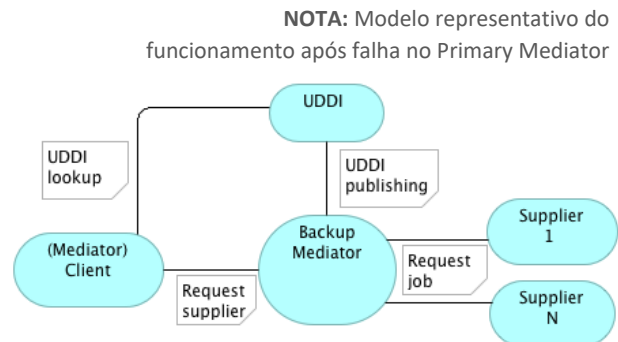 NOTA: Modelo representativo do
funcionamento após falha no Primary Mediator
UDDI
UDDI
lookup
UDDI
publishing
(Mediator)
Client
Backup
Mediator
Supplier
1
Request
supplier
Request
job
Supplier
N